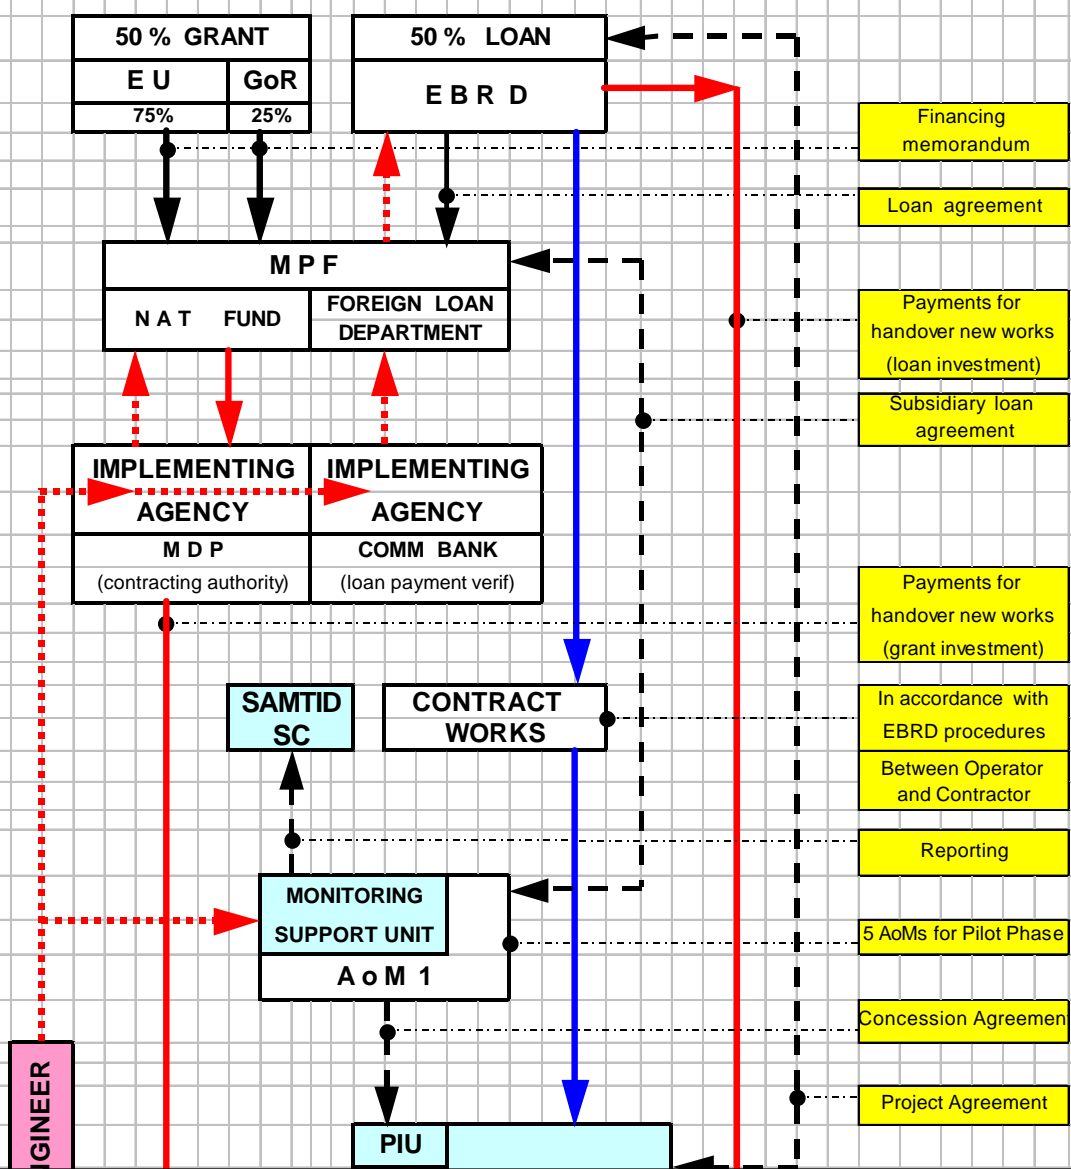 50 % GRANT
50 % LOAN
E U
GoR
E B R D
75%
25%
Financing
memorandum
Loan agreement
M P F
N A T FUND
FOREIGN LOAN
DEPARTMENT
Payments for
handover new works
(loan investment)
Subsidiary loan
agreement
IMPLEMENTING
AGENCY
IMPLEMENTING
AGENCY
M D P
(contracting authority)
COMM BANK
(loan payment verif)
Payments for
handover new works
(grant investment)
SAMTID
SC
CONTRACT
WORKS
In accordance with
EBRD procedures
Between Operator
and Contractor
Reporting
MONITORING
SUPPORT UNIT
A o M 1
5 AoMs for Pilot Phase
Concession Agreemen
Project Agreement
GINEER
PIU